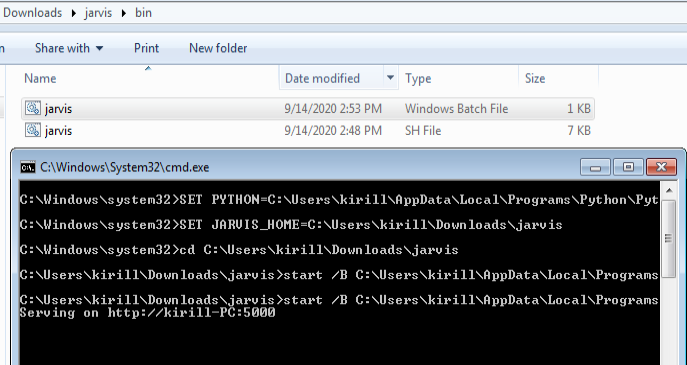 Downloads ▸ jarvis ▸ bin
Share with Print New folder
Name Date modified Type Size
jarvis 9/14/2020 2:53 PM Windows Batch File 1 KB
jarvis 9/14/2020 2:48 PM SH File 7 KB
C:\Windows\System32\cmd.exe
C:\Windows\system32>SET PYTHON=C:\Users\kirill\AppData\Local\Programs\Python\Pyt
C:\Windows\system32>SET JARVIS_HOME=C:\Users\kirill\Downloads\jarvis
C:\Windows\system32>cd C:\Users\kirill\Downloads\jarvis
C:\Users\kirill\Downloads\jarvis>start /B C:\Users\kirill\AppData\Local\Programs
C:\Users\kirill\Downloads\jarvis>start /B C:\Users\kirill\AppData\Local\Programs
Serving on http://kirill-PC:5000